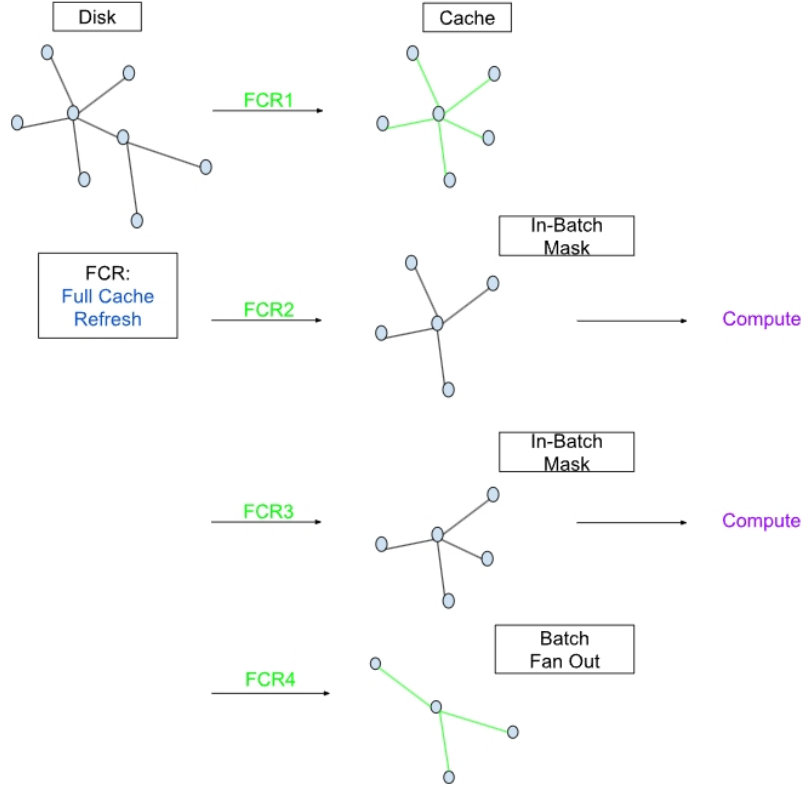 Disk
Cache
FCR1
In-Batch
Mask
FCR:
Full Cache
Refresh
FCR2
Compute
In-Batch
Mask
FCR3
Compute
Batch
Fan Out
FCR4